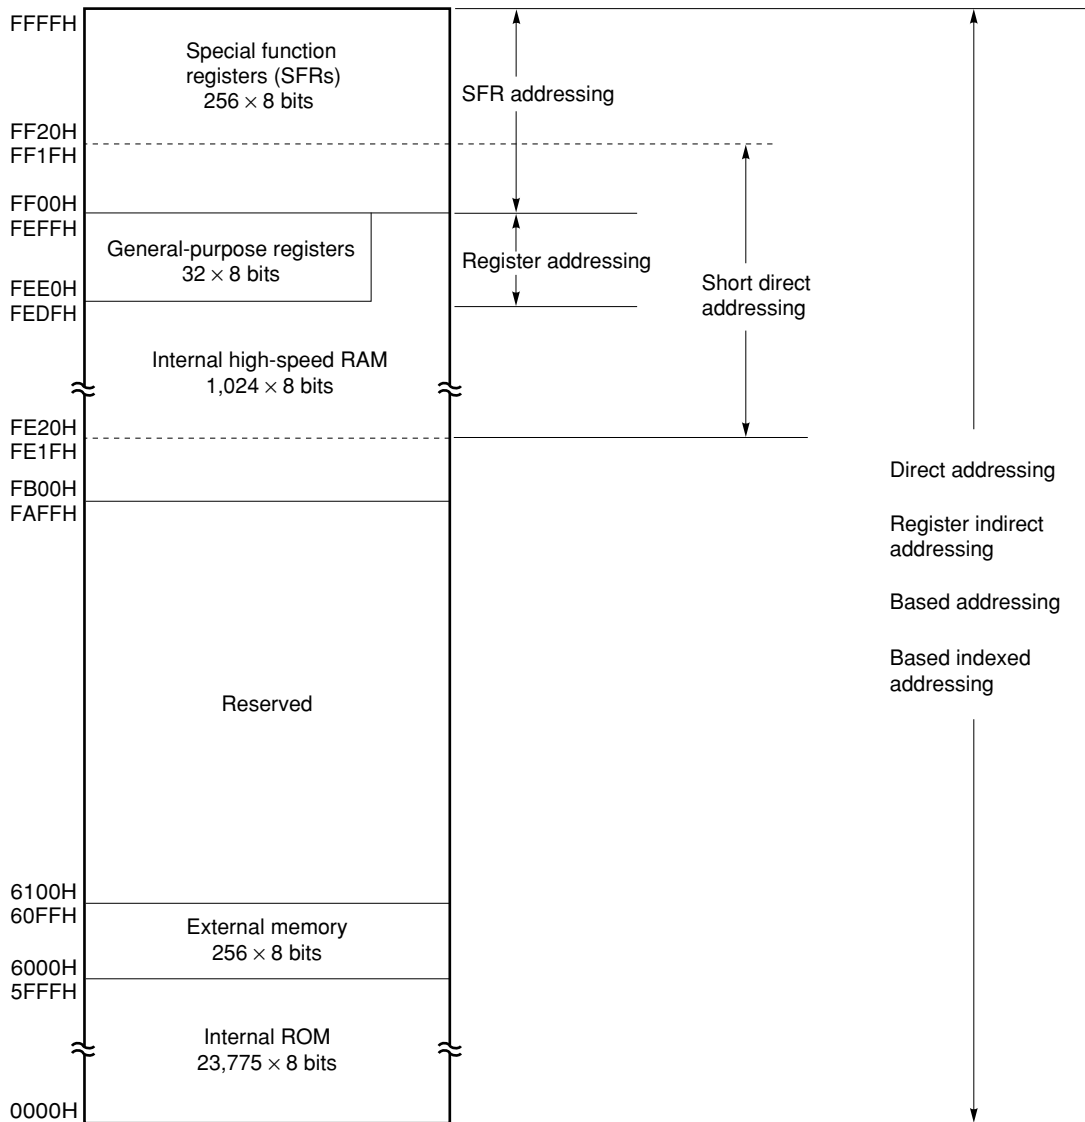 FFFFH
Special function
registers (SFRs)
256 × 8 bits
SFR addressing
FF20H
FF1FH
FF00H
FEFFH
General-purpose registers
32 × 8 bits
Register addressing
FEE0H
FEDFH
Short direct
addressing
Internal high-speed RAM
1,024 × 8 bits
FE20H
FE1FH
FB00H
FAFFH
Direct addressing
Register indirect
addressing
Based addressing
Based indexed
addressing
Reserved
6100H
60FFH
External memory
256 × 8 bits
6000H
5FFFH
Internal ROM
23,775 × 8 bits
0000H